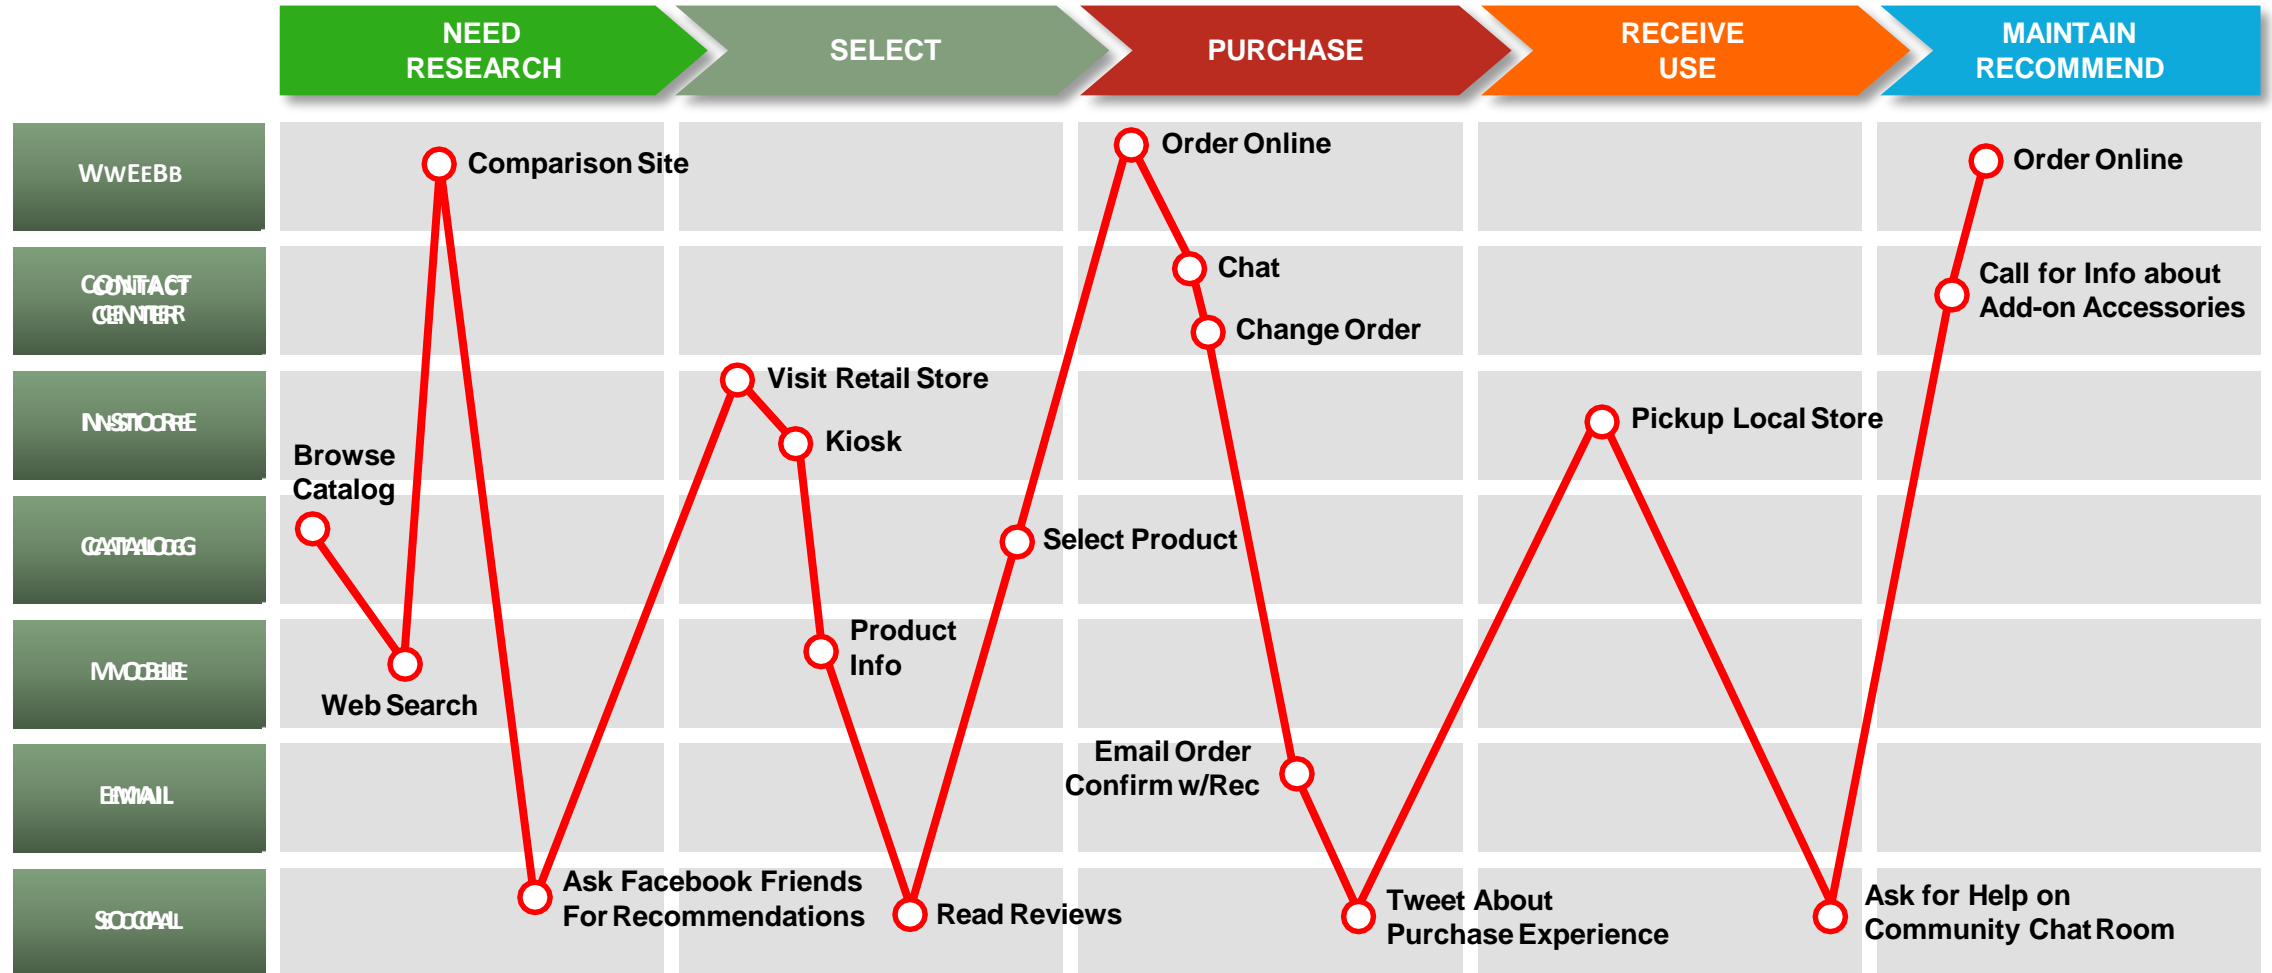 NEED
RESEARCH
SELECT
PURCHASE
RECEIVE
USE
MAINTAIN
RECOMMEND
WEB
Comparison Site
Order Online
Order Online
CONTACT
CENTER
Chat
Change Order
Call for Info about
Add-on Accessories
IN-STORE
Browse
Catalog
Visit Retail Store
Kiosk
Pickup Local Store
CATALOG
Select Product
MOBILE
Web Search
Product
Info
EMAIL
Email Order
Confirm w/Rec
SOCIAL
Ask Facebook Friends
For Recommendations
Read Reviews
Tweet About
Purchase Experience
Ask for Help on
Community Chat Room